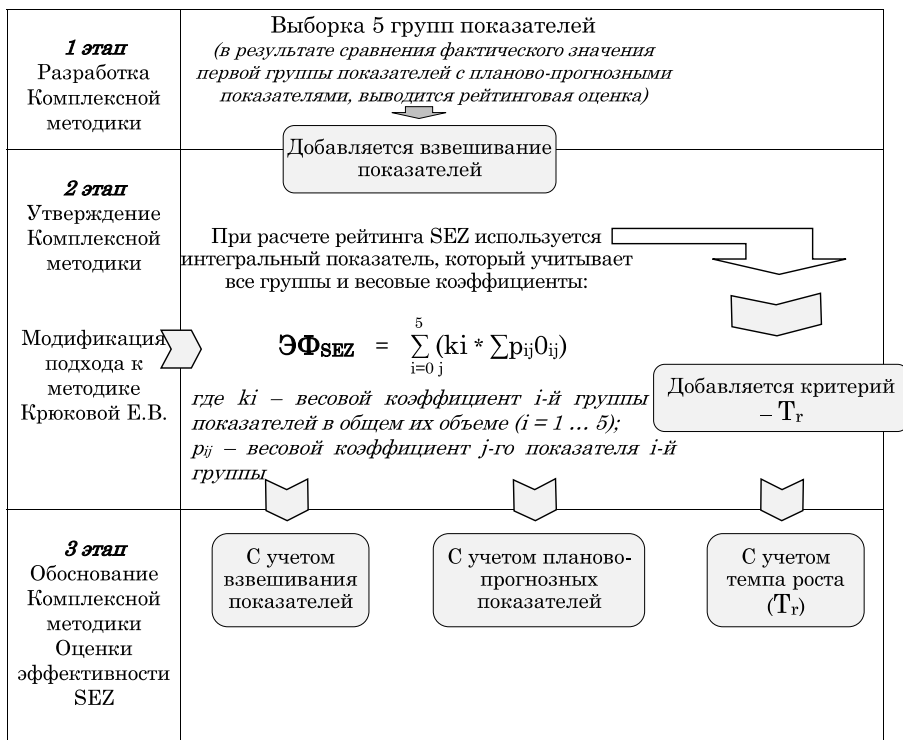 1 этап
Разработка
Комплексной
методики
Выборка 5 групп показателей
(в результате сравнения фактического значения
первой группы показателей с планово-прогнозными
показателями, выводится рейтинговая оценка)
Добавляется взвешивание
показателей
2 этап
Утверждение
Комплексной
методики
Модификация
подхода к
методике
Крюковой Е.В.
При расчете рейтинга SEZ используется
интегральный показатель, который учитывает
все группы и весовые коэффициенты:
5
ЭФSEZ = ∑ (ki * ∑pij0ij)
i=0 j
где ki – весовой коэффициент i-й группы
показателей в общем их объеме (i = 1 ... 5);
pij – весовой коэффициент j-го показателя i-й
группы
Добавляется критерий
– Tr
3 этап
Обоснование
Комплексной
методики
Оценки
эффективности
SEZ
С учетом
взвешивания
показателей
С учетом планово-
прогнозных
показателей
С учетом
темпа роста
(Tr)